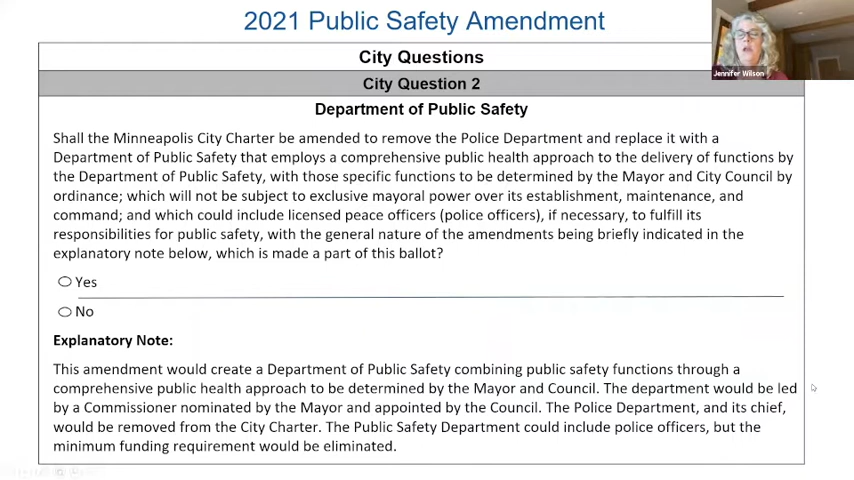 2021 Public Safety Amendment
Jennifer Wilson
City Questions
City Question 2
Department of Public Safety
Shall the Minneapolis City Charter be amended to remove the Police Department and replace it with a
Department of Public Safety that employs a comprehensive public health approach to the delivery of functions by
the Department of Public Safety, with those specific functions to be determined by the Mayor and City Council by
ordinance; which will not be subject to exclusive mayoral power over its establishment, maintenance, and
command; and which could include licensed peace officers (police officers), if necessary, to fulfill its
responsibilities for public safety, with the general nature of the amendments being briefly indicated in the
explanatory note below, which is made a part of this ballot?
Yes
No
Explanatory Note:
This amendment would create a Department of Public Safety combining public safety functions through a
comprehensive public health approach to be determined by the Mayor and Council. The department would be led
by a Commissioner nominated by the Mayor and appointed by the Council. The Police Department, and its chief,
would be removed from the City Charter. The Public Safety Department could include police officers, but the
minimum funding requirement would be eliminated.